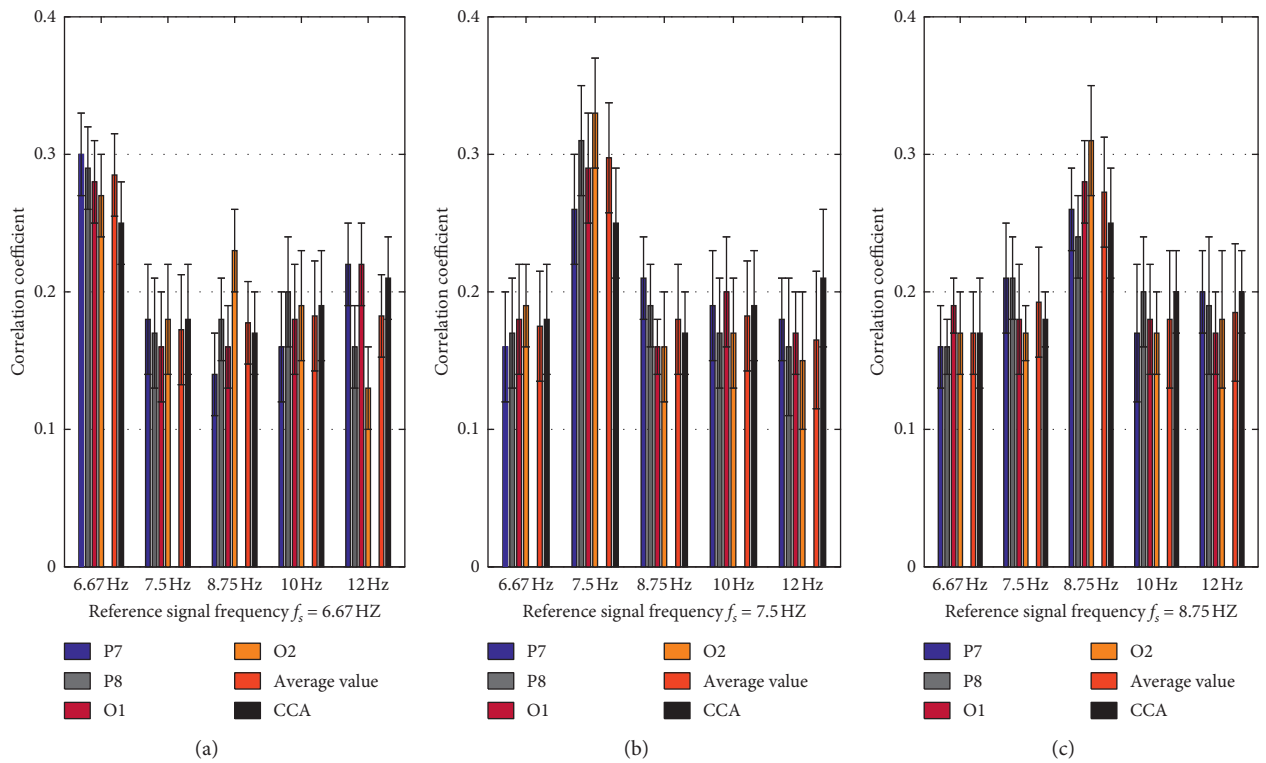 0.4
0.3
0.2
0.1
0
Correlation coefficient
6.67 Hz 7.5 Hz 8.75 Hz 10 Hz 12 Hz
Reference signal frequency fs = 6.67 HZ
P7
P8
O1
O2
Average value
CCA
(a)
0.4
0.3
0.2
0.1
0
Correlation coefficient
6.67 Hz 7.5 Hz 8.75 Hz 10 Hz 12 Hz
Reference signal frequency fs = 7.5 HZ
P7
P8
O1
O2
Average value
CCA
(b)
0.4
0.3
0.2
0.1
0
Correlation coefficient
6.67 Hz 7.5 Hz 8.75 Hz 10 Hz 12 Hz
Reference signal frequency fs = 8.75 HZ
P7
P8
O1
O2
Average value
CCA
(c)